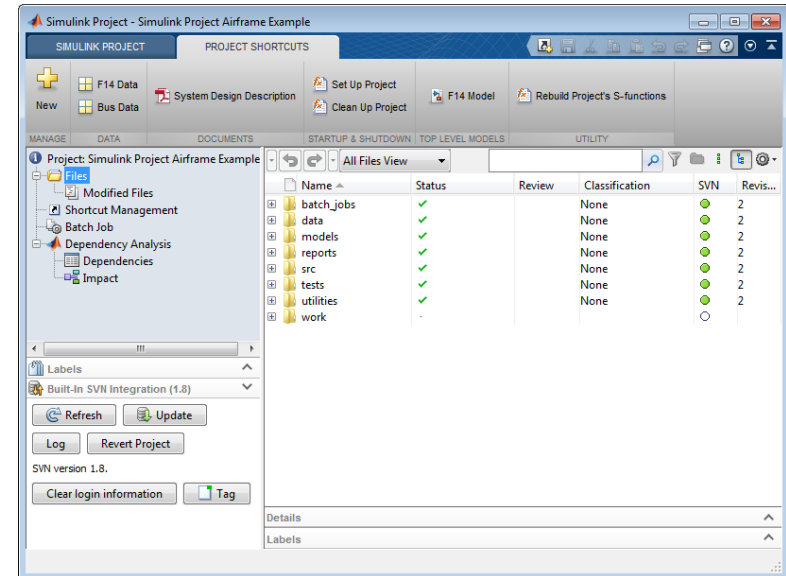 Simulink Project - Simulink Project Airframe Example
SIMULINK PROJECT PROJECT SHORTCUTS
New
F14 Data
Bus Data
System Design Description
Set Up Project
Clean Up Project
F14 Model
Rebuild Project's S-functions
MANAGE DATA DOCUMENTS STARTUP & SHUTDOWN TOP LEVEL MODELS UTILITY
Project: Simulink Project Airframe Example
Files
Modified Files
Shortcut Management
Batch Job
Dependency Analysis
Dependencies
Impact
Labels
Built-In SVN Integration (1.8)
Refresh Update
Log Revert Project
SVN version 1.8.
Clear login information Tag
All Files View
Name Status Review Classification SVN Revis...
batch_jobs None 2
data None 2
models None 2
reports None 2
src None 2
tests None 2
utilities None 2
work -
Details
Labels